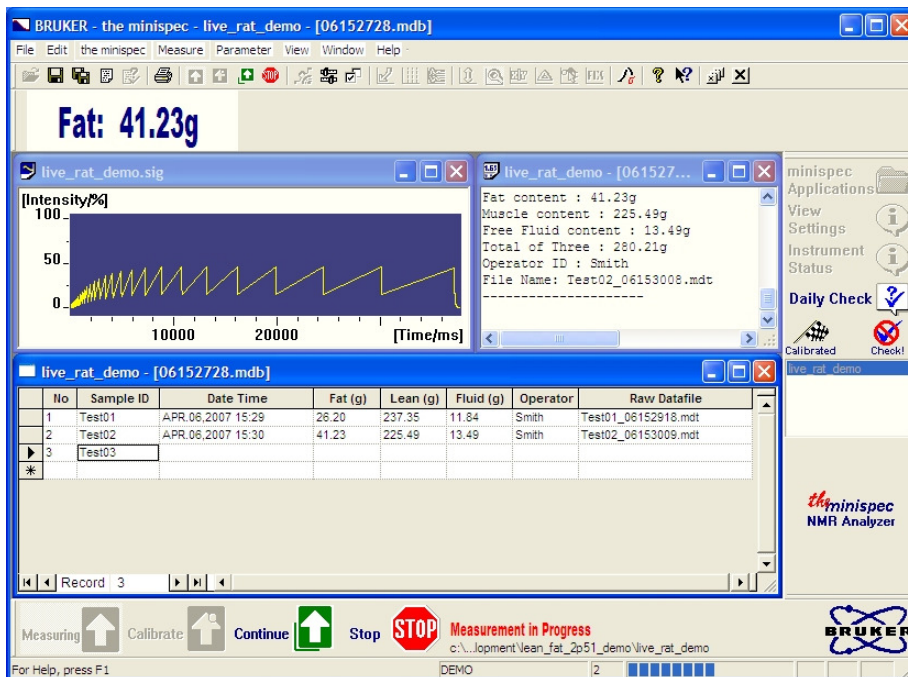 BRUKER - the minispec - live_rat_demo - [06152728.mdb]
File Edit the minispec Measure Parameter View Window Help
STOP FIX
Fat: 41.23g
live_rat_demo.sig
[Intensity/%]
100
50
0
10000 20000 [Time/ms]
live_rat_demo - [061527...
Fat content : 41.23g
Muscle content : 225.49g
Free Fluid content : 13.49g
Total of Three : 280.21g
Operator ID : Smith
File Name: Test02_06153008.mdt
----------------------
minispec
Applications
View
Settings
Instrument
Status
Daily Check
Calibrated Check!
live_rat_demo
the minispec
NMR Analyzer
live_rat_demo - [06152728.mdb]
No Sample ID Date Time Fat (g) Lean (g) Fluid (g) Operator Raw Datafile
1 Test01 APR.06,2007 15:29 26.20 237.35 11.84 Smith Test01_06152918.mdt
2 Test02 APR.06,2007 15:30 41.23 225.49 13.49 Smith Test02_06153009.mdt
3 Test03
Record 3
Measuring Calibrate Continue Stop STOP
Measurement in Progress
c:\...lopment\lean_fat_2p51_demo\live_rat_demo
BRUKER
For Help, press F1 DEMO 2